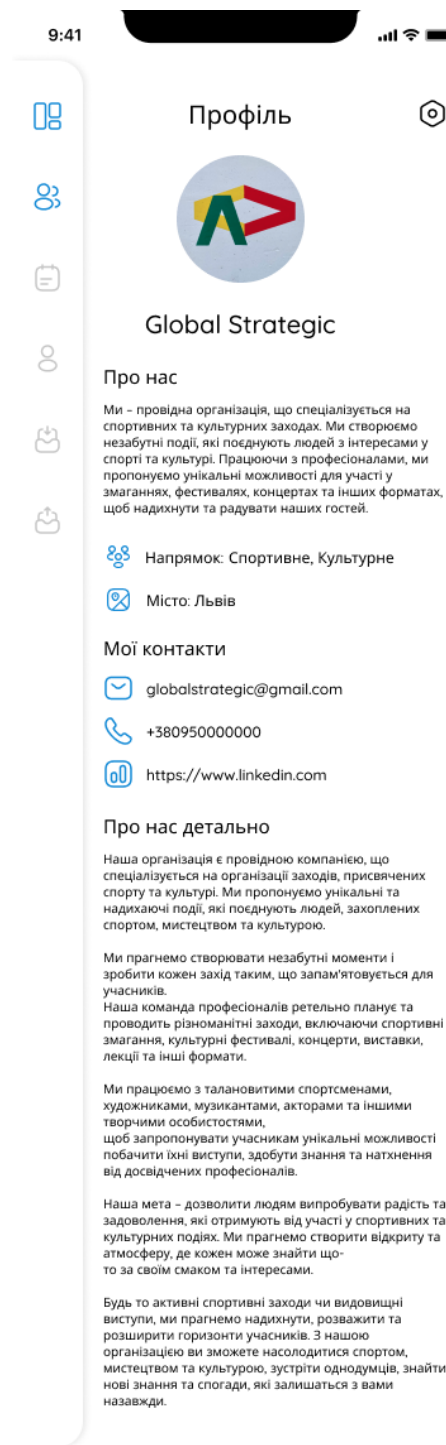 9:41
Профіль
Global Strategic
Про нас
Ми – провідна організація, що спеціалізується на
спортивних та культурних заходах. Ми створюємо
незабутні події, які поєднують людей з інтересами у
спорті та культурі. Працюючи з професіоналами, ми
пропонуємо унікальні можливості для участі у
змаганнях, фестивалях, концертах та інших форматах,
щоб надихнути та радувати наших гостей.
Напрямок: Спортивне, Культурне
Місто: Львів
Мої контакти
globalstrategic@gmail.com
+380950000000
https://www.linkedin.com
Про нас детально
Наша організація є провідною компанією, що
спеціалізується на організації заходів, присвячених
спорту та культурі. Ми пропонуємо унікальні та
надихаючі події, які поєднують людей, захоплених
спортом, мистецтвом та культурою.
Ми прагнемо створювати незабутні моменти і
зробити кожен захід таким, що запам'ятовується для
учасників.
Наша команда професіоналів ретельно планує та
проводить різноманітні заходи, включаючи спортивні
змагання, культурні фестивалі, концерти, виставки,
лекції та інші формати.
Ми працюємо з талановитими спортсменами,
художниками, музикантами, акторами та іншими
творчими особистостями,
щоб запропонувати учасникам унікальні можливості
побачити їхні виступи, здобути знання та натхнення
від досвідчених професіоналів.
Наша мета – дозволити людям випробувати радість та
задоволення, які отримують від участі у спортивних та
культурних подіях. Ми прагнемо створити відкриту та
атмосферу, де кожен може знайти що-
то за своїм смаком та інтересами.
Будь то активні спортивні заходи чи видовищні
виступи, ми прагнемо надихнути, розважити та
розширити горизонти учасників. З нашою
організацією ви зможете насолодитися спортом,
мистецтвом та культурою, зустріти однодумців, знайти
нові знання та спогади, які залишаться з вами
назавжди.